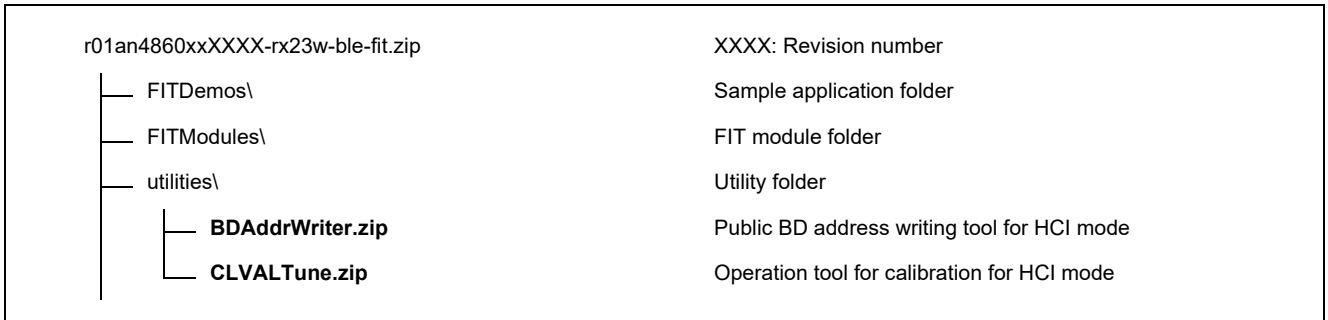 r01an4860xxXXXX-rx23w-ble-fit.zip XXXX: Revision number
FITDemos\ Sample application folder
FITModules\ FIT module folder
utilities\ Utility folder
BDAddrWriter.zip Public BD address writing tool for HCI mode
CLVALTune.zip Operation tool for calibration for HCI mode